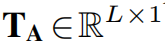 T_A ∈ ℝ^{L×1}